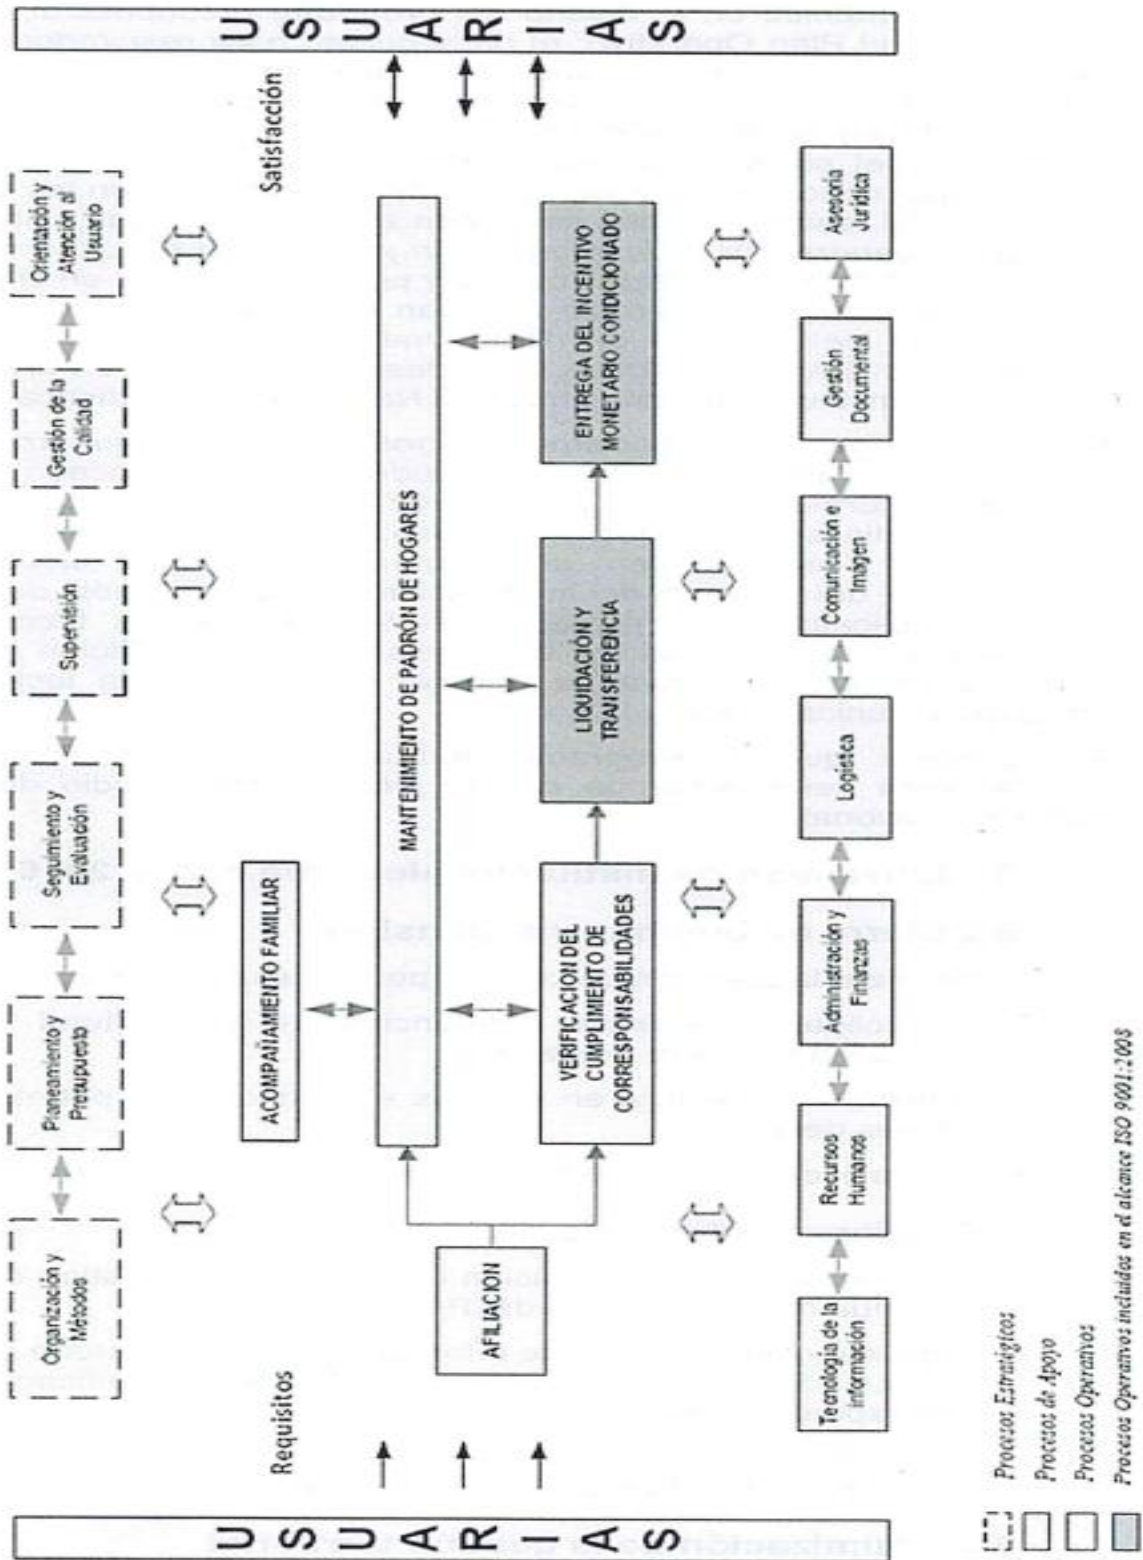 USUARIAS
Requisitos
Organización y
Métodos
Planeamiento y
Presupuesto
Seguimiento y
Evaluación
Supervisión
Gestión de la
Calidad
Orientación y
Atención al
Usuario
Satisfacción
USUARIAS
AFILIACION
ACOMPAÑAMIENTO FAMILIAR
MANTENIMIENTO DE PADRÓN DE HOGARES
VERIFICACION DEL
CUMPLIMIENTO DE
CORRESPONSABILIDADES
LIQUIDACIÓN Y
TRANSFERENCIA
ENTREGA DEL INCENTIVO
MONETARIO CONDICIONADO
Tecnología de la
Información
Recursos
Humanos
Administración y
Finanzas
Logística
Comunicación e
Imágen
Gestión
Documental
Asesoría
Jurídica
Procesos Estratégicos
Procesos de Apoyo
Procesos Operativos
Procesos Operativos incluidos en el alcance ISO 9001:2008